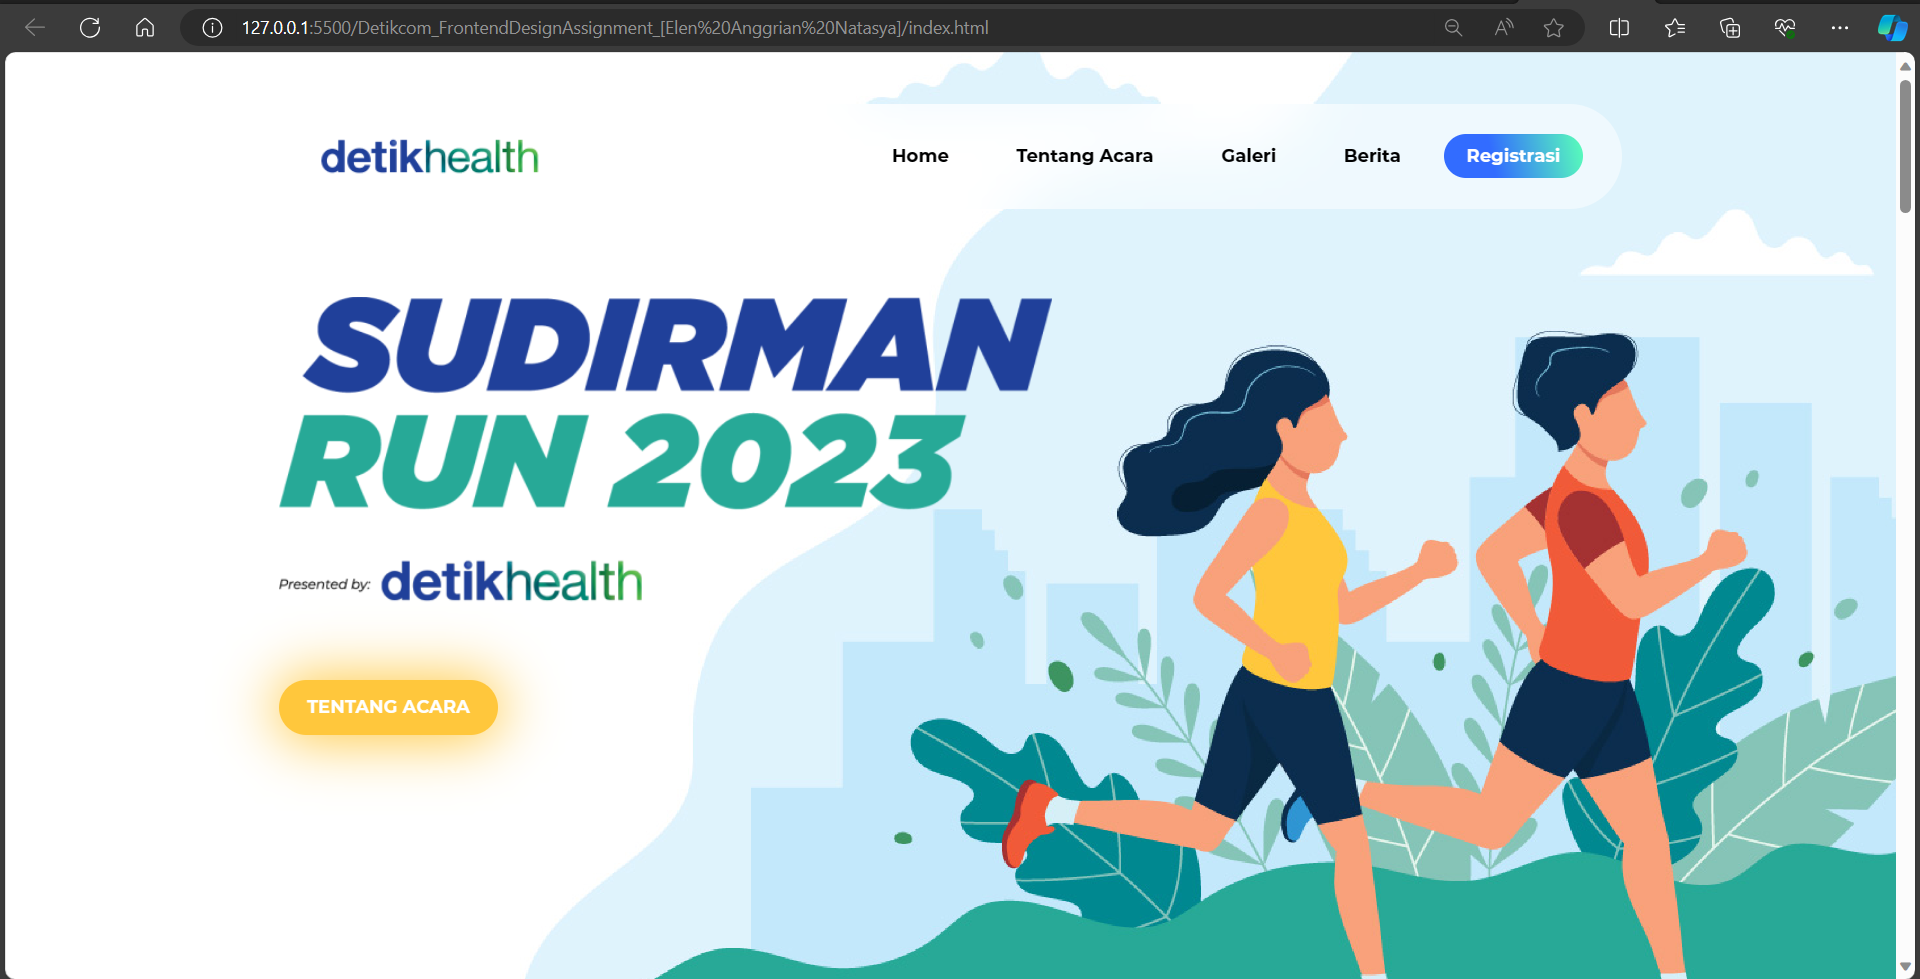 127.0.0.1:5500/Detikcom_FrontendDesignAssignment_[Elen%20Anggrian%20Natasya]/index.html
detikhealth
Home Tentang Acara Galeri Berita Registrasi
SUDIRMAN
RUN 2023
Presented by: detikhealth
TENTANG ACARA